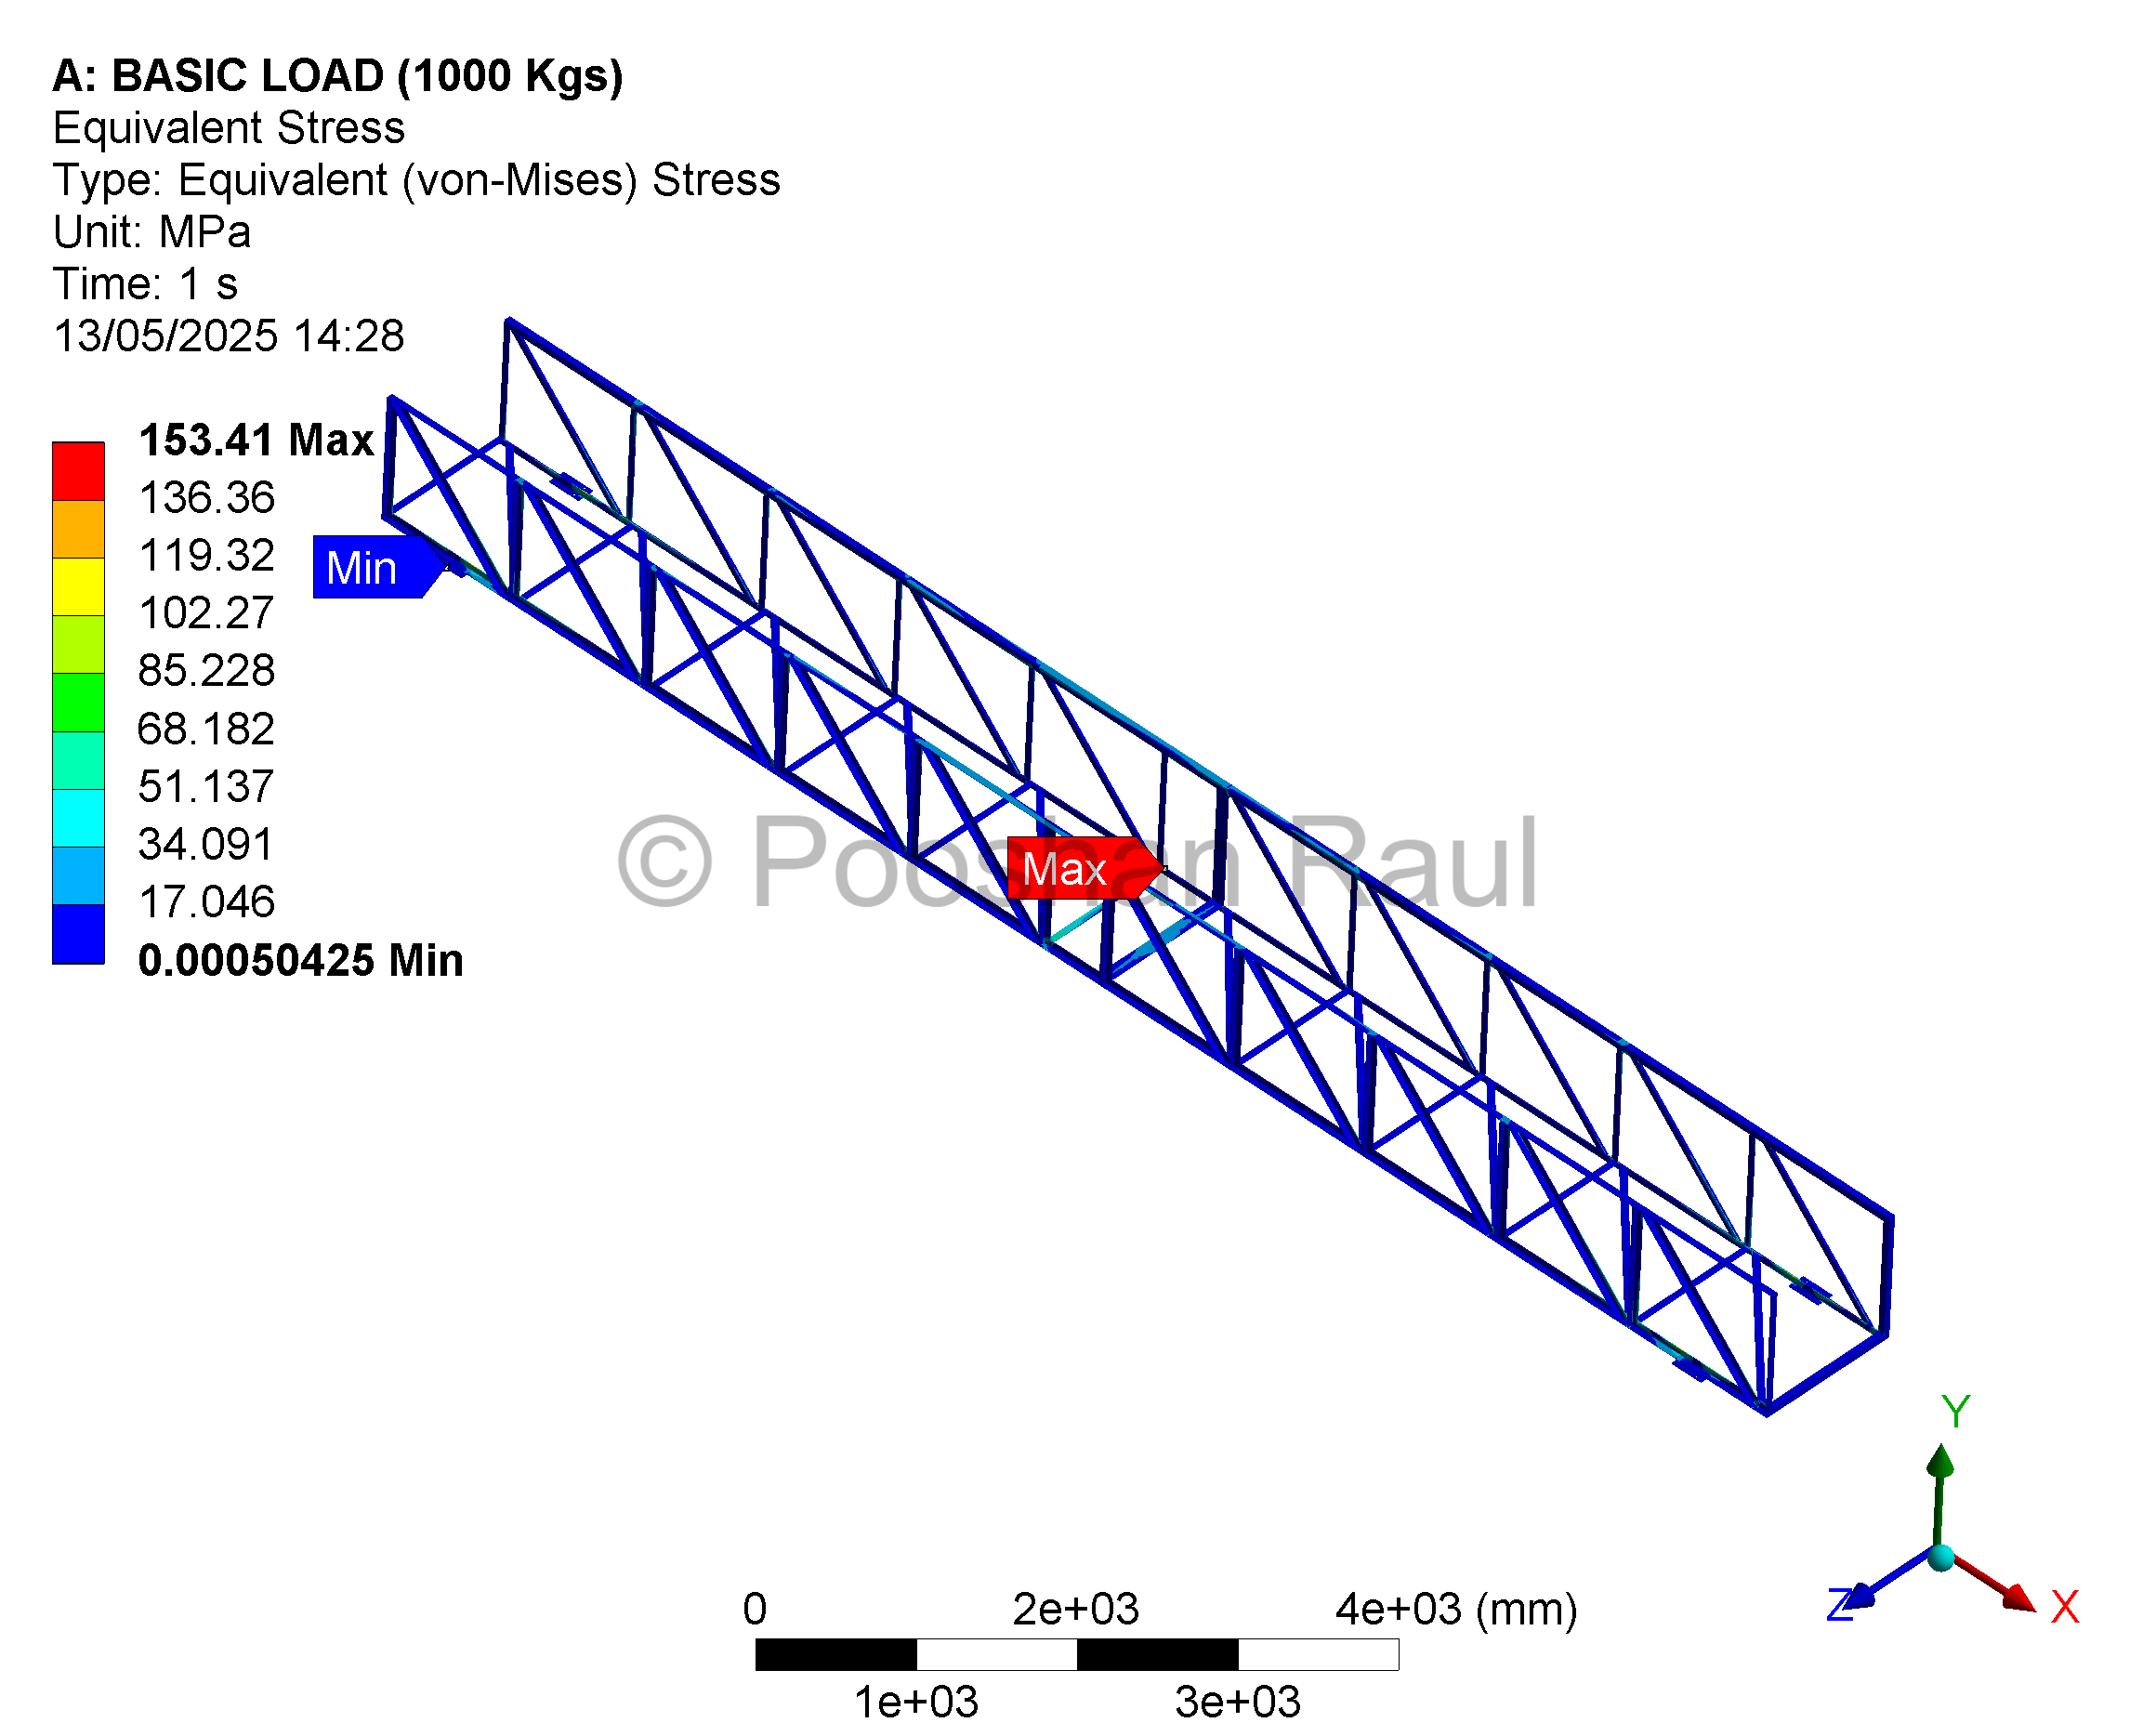 A: BASIC LOAD (1000 Kgs)
Equivalent Stress
Type: Equivalent (von-Mises) Stress
Unit: MPa
Time: 1 s
13/05/2025 14:28
153.41 Max
136.36
119.32
102.27
85.228
68.182
51.137
34.091
17.046
0.00050425 Min
Min
Max
© Pooshan Raul
Y
Z
X
0 2e+03 4e+03 (mm)
1e+03 3e+03